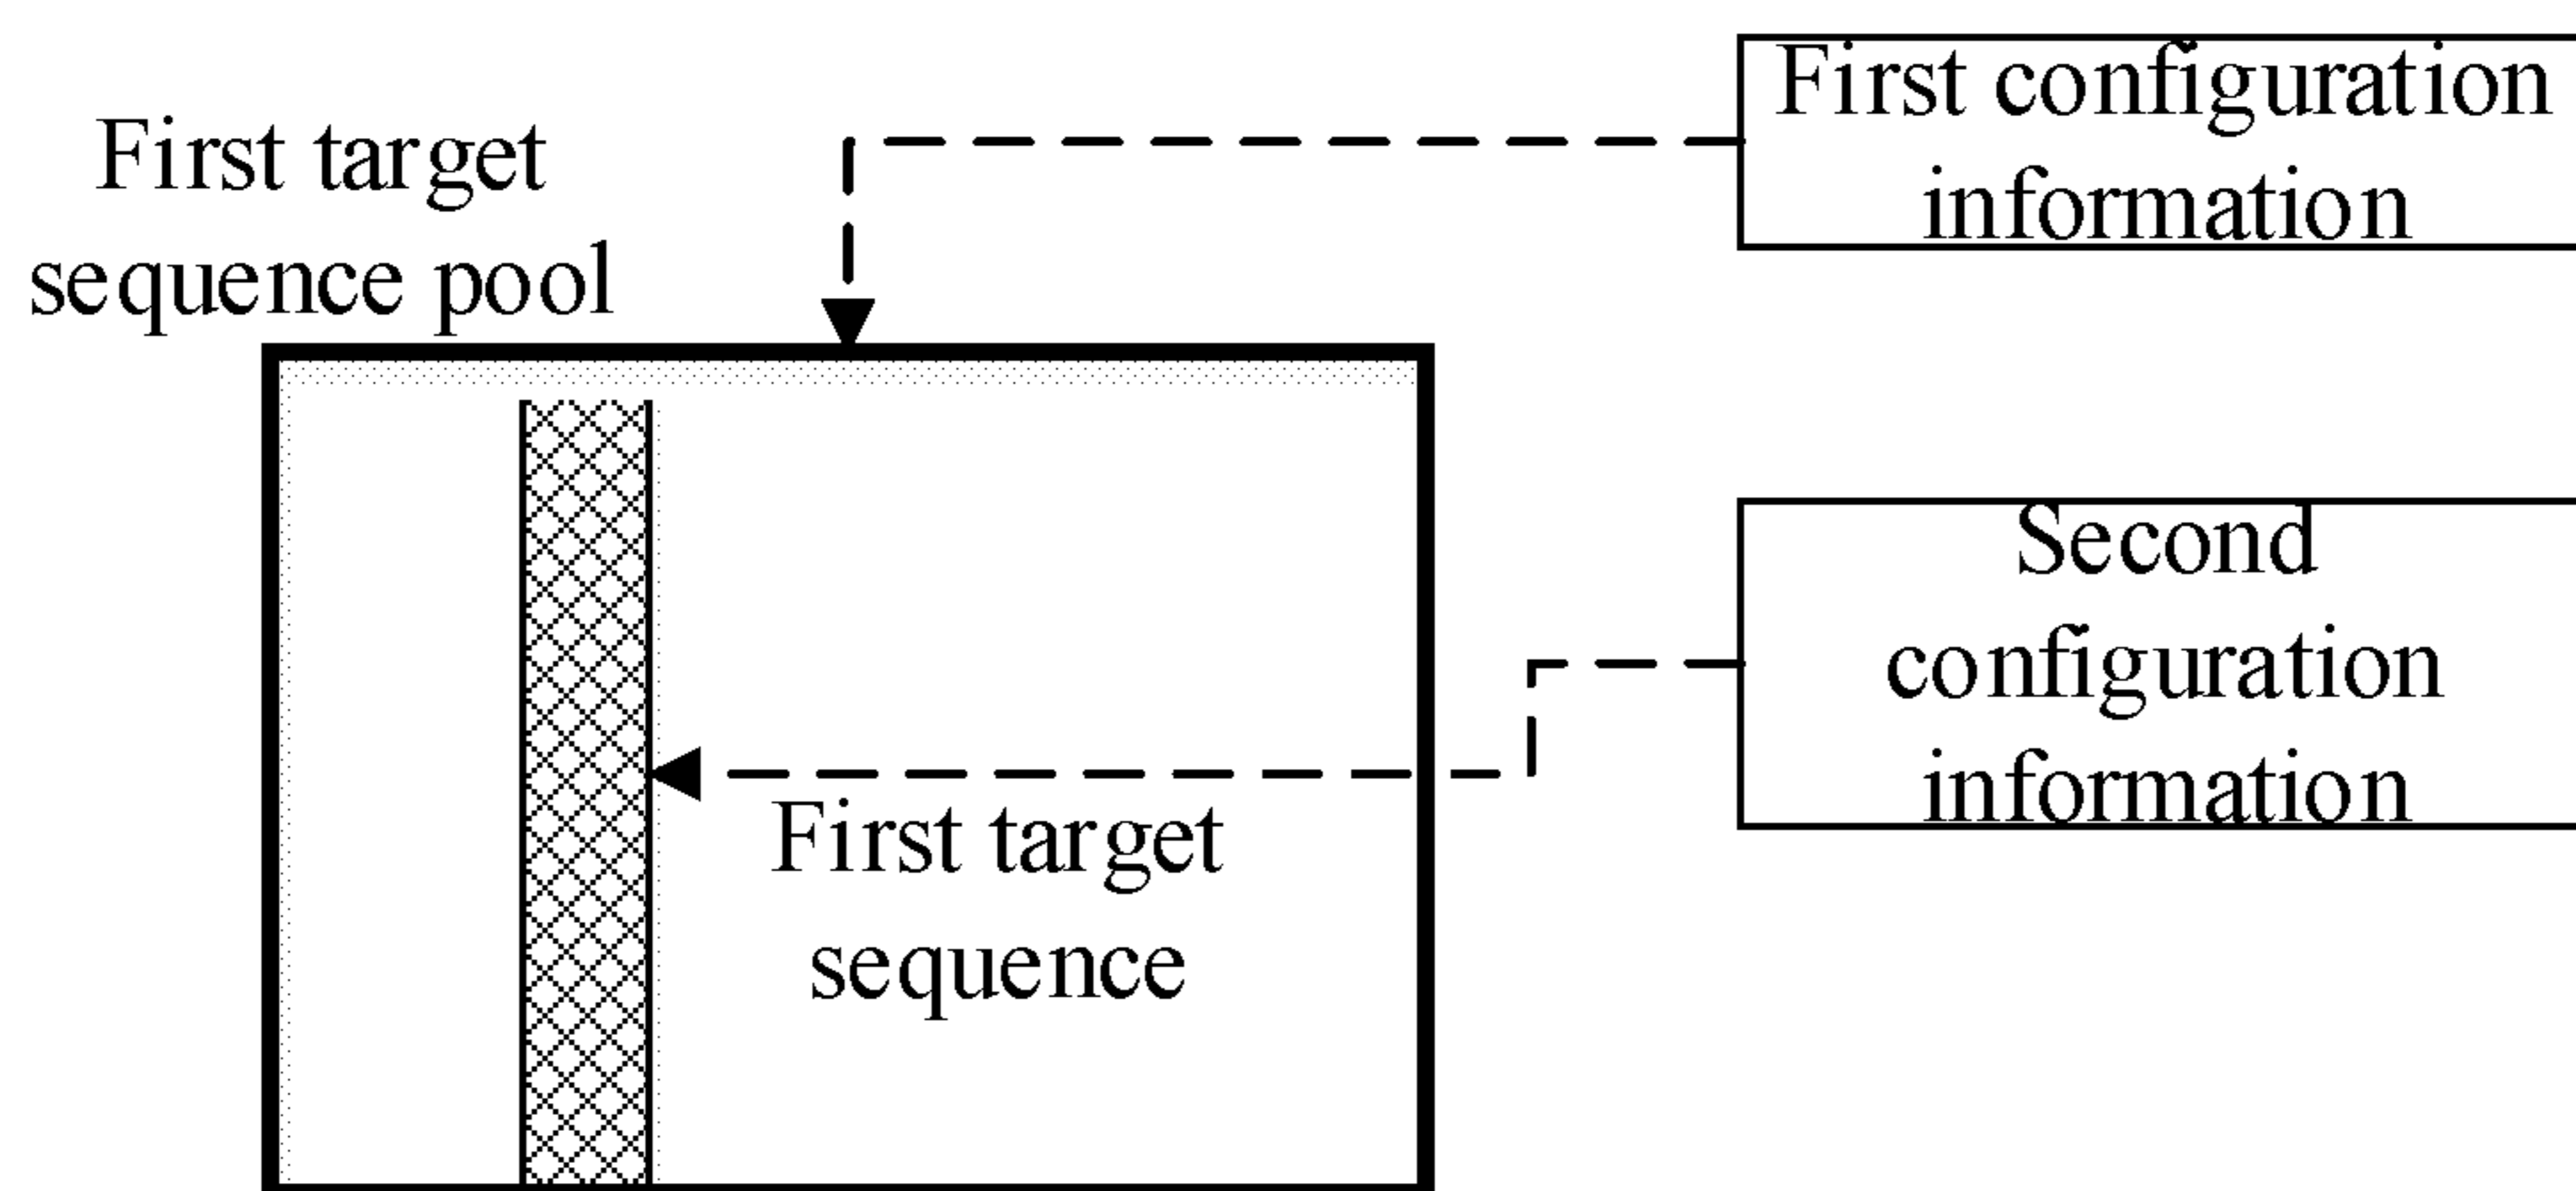 First target
sequence pool
First configuration
information
Second
configuration
information
First target
sequence